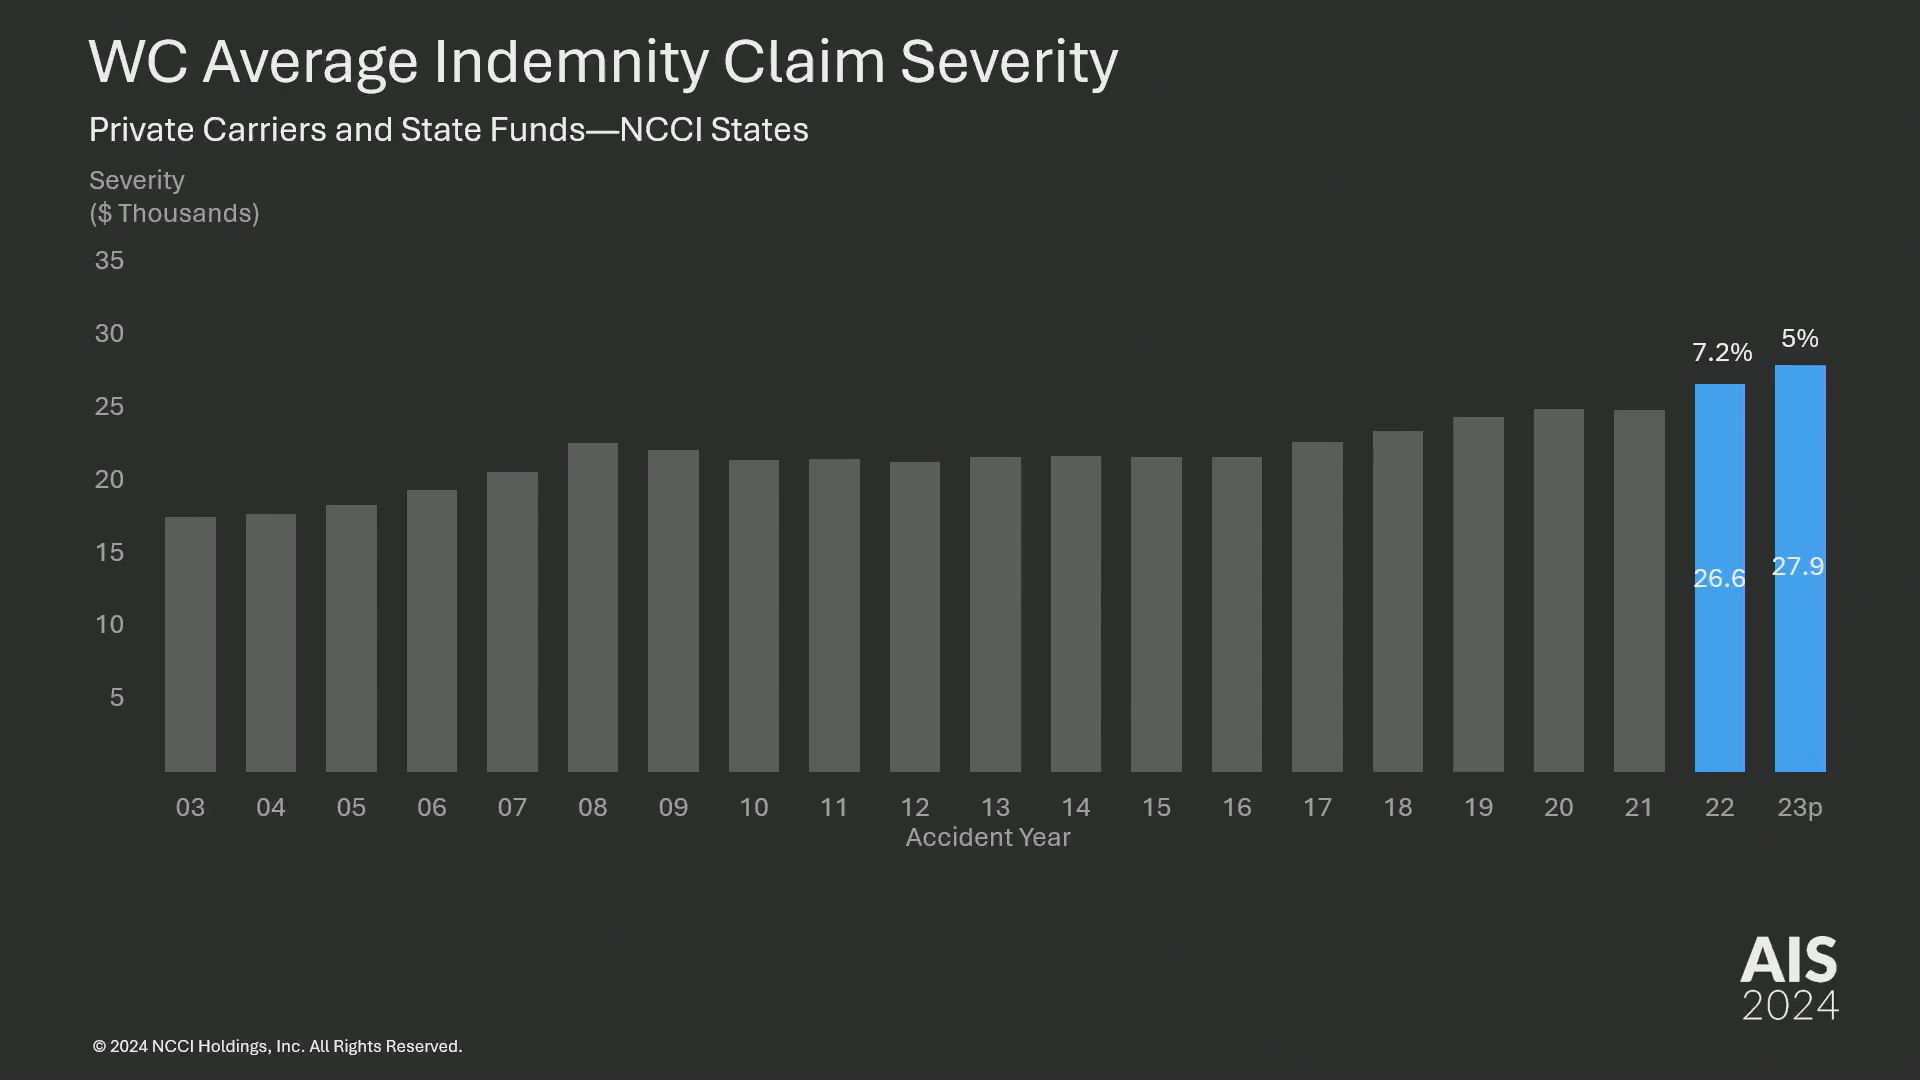 WC Average Indemnity Claim Severity
Private Carriers and State Funds—NCCI States
Severity
($ Thousands)
35
30
25
20
15
10
5
7.2%
5%
26.6
27.9
03 04 05 06 07 08 09 10 11 12 13 14 15 16 17 18 19 20 21 22 23p
Accident Year
AIS
2024
© 2024 NCCI Holdings, Inc. All Rights Reserved.